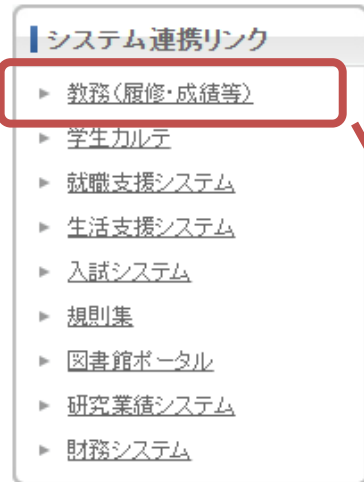 システム連携リンク
教務(履修・成績等)
学生カルテ
就職支援システム
生活支援システム
入試システム
規則集
図書館ポータル
研究業績システム
財務システム